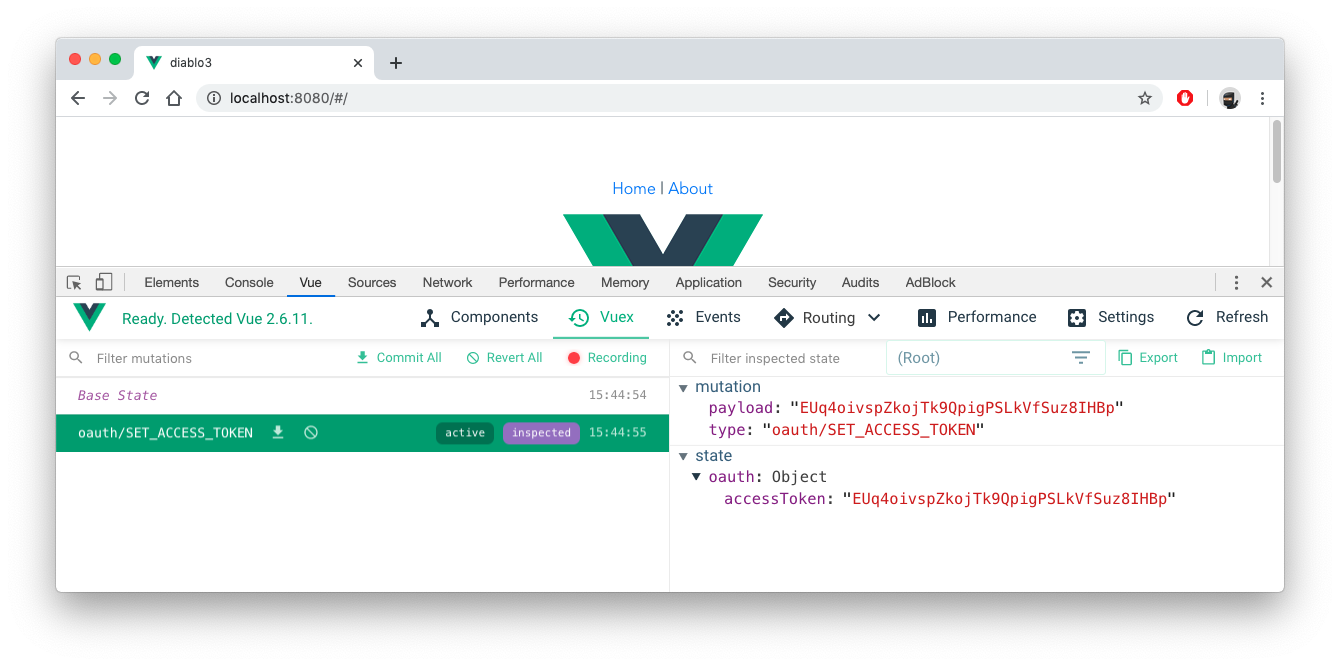 diablo3
localhost:8080/#/
Home | About
Elements Console Vue Sources Network Performance Memory Application Security Audits AdBlock
Ready. Detected Vue 2.6.11. Components Vuex Events Routing Performance Settings Refresh
Filter mutations Commit All Revert All Recording Filter inspected state (Root) Export Import
Base State 15:44:54
oauth/SET_ACCESS_TOKEN active inspected 15:44:55
mutation
payload: "EUq4oivspZkojTk9QpigPSLkVfSuz8IHBp"
type: "oauth/SET_ACCESS_TOKEN"
state
oauth: Object
accessToken: "EUq4oivspZkojTk9QpigPSLkVfSuz8IHBp"